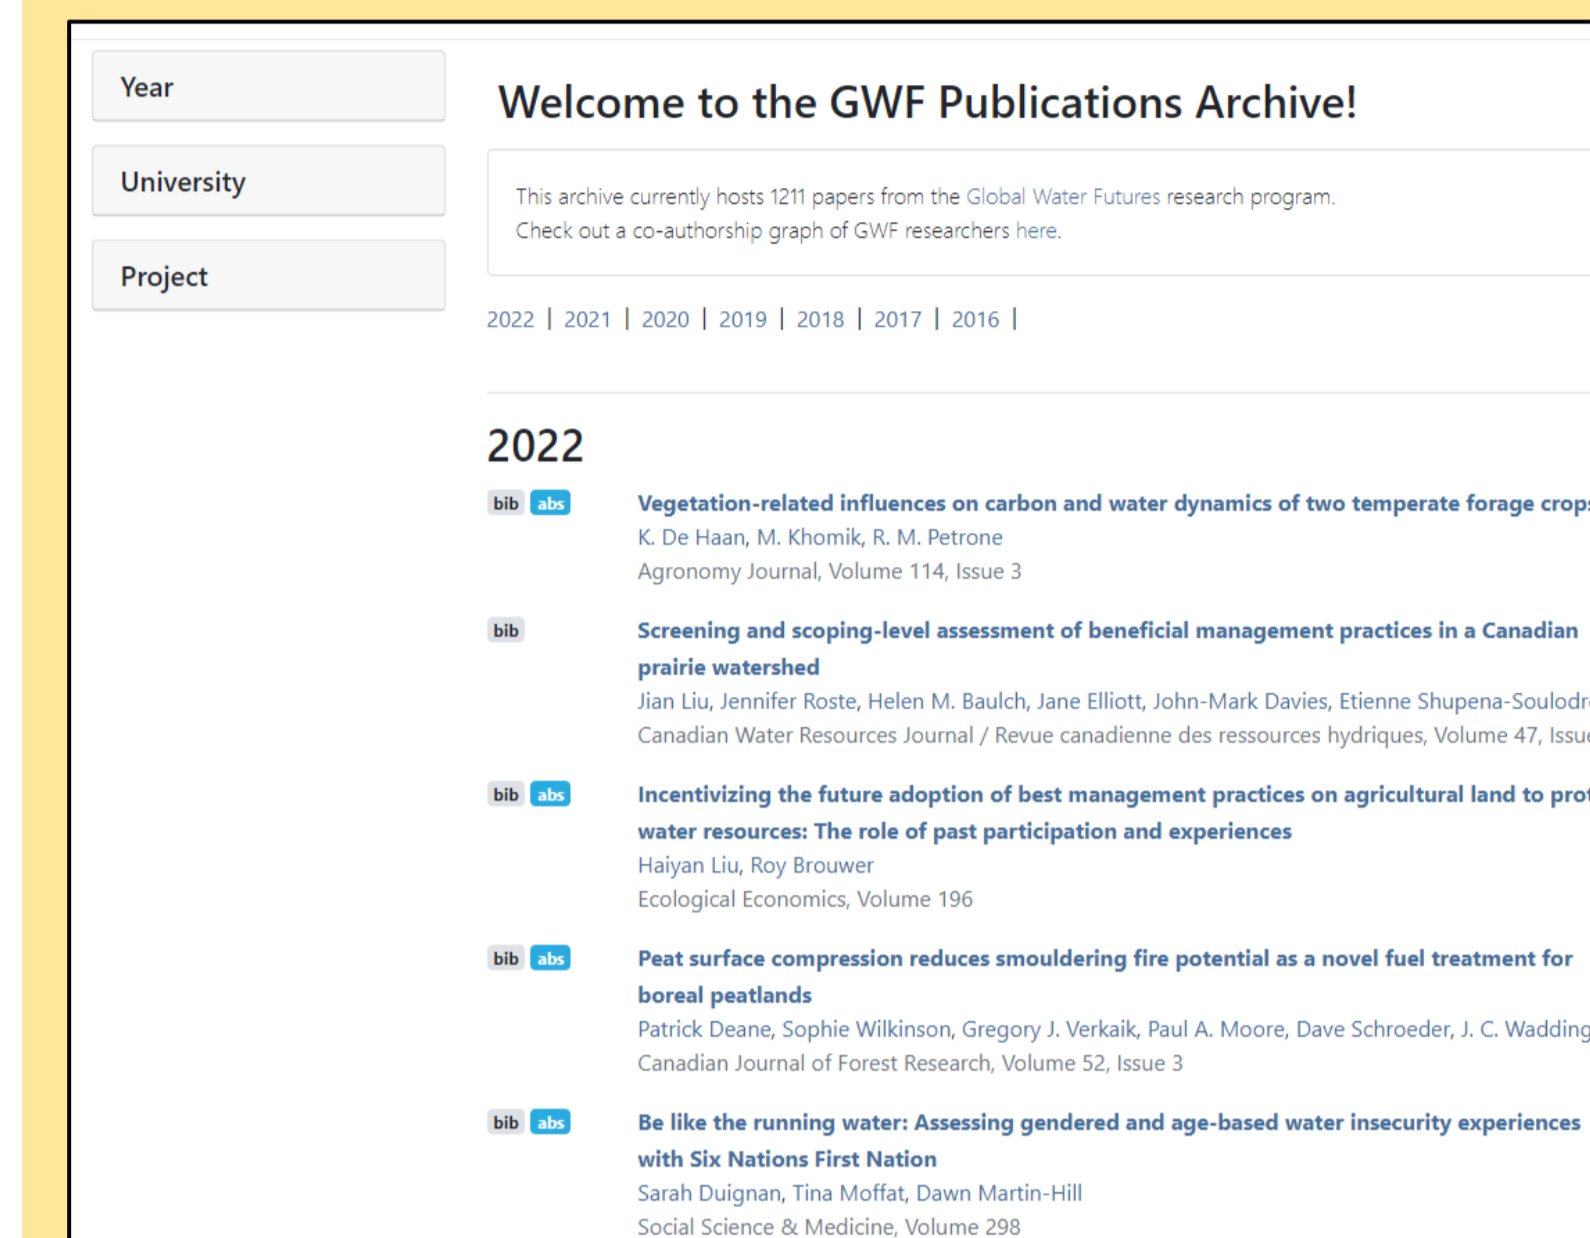 Year
University
Project
Welcome to the GWF Publications Archive!
This archive currently hosts 1211 papers from the Global Water Futures research program.
Check out a co-authorship graph of GWF researchers here.
2022 | 2021 | 2020 | 2019 | 2018 | 2017 | 2016 |
2022
bib abs
Vegetation-related influences on carbon and water dynamics of two temperate forage crops
K. De Haan, M. Khomik, R. M. Petrone
Agronomy Journal, Volume 114, Issue 3
bib
Screening and scoping-level assessment of beneficial management practices in a Canadian
prairie watershed
Jian Liu, Jennifer Roste, Helen M. Baulch, Jane Elliott, John-Mark Davies, Etienne
Canadian Water Resources Journal / Revue canadienne des ressources hydriques, Volume 47, Issue
bib abs
Incentivizing the future adoption of best management practices on agricultural land to
water resources: The role of past participation and experiences
Haiyan Liu, Roy Brouwer
Ecological Economics, Volume 196
bib abs
Peat surface compression reduces smouldering fire potential as a novel fuel treatment for
boreal peatlands
Patrick Deane, Sophie Wilkinson, Gregory J. Verkaik, Paul A. Moore, Dave Schroeder, J. C.
Canadian Journal of Forest Research, Volume 52, Issue 3
bib abs
Be like the running water: Assessing gendered and age-based water insecurity experiences
with Six Nations First Nation
Sarah Duignan, Tina Moffat, Dawn Martin-Hill
Social Science & Medicine, Volume 298